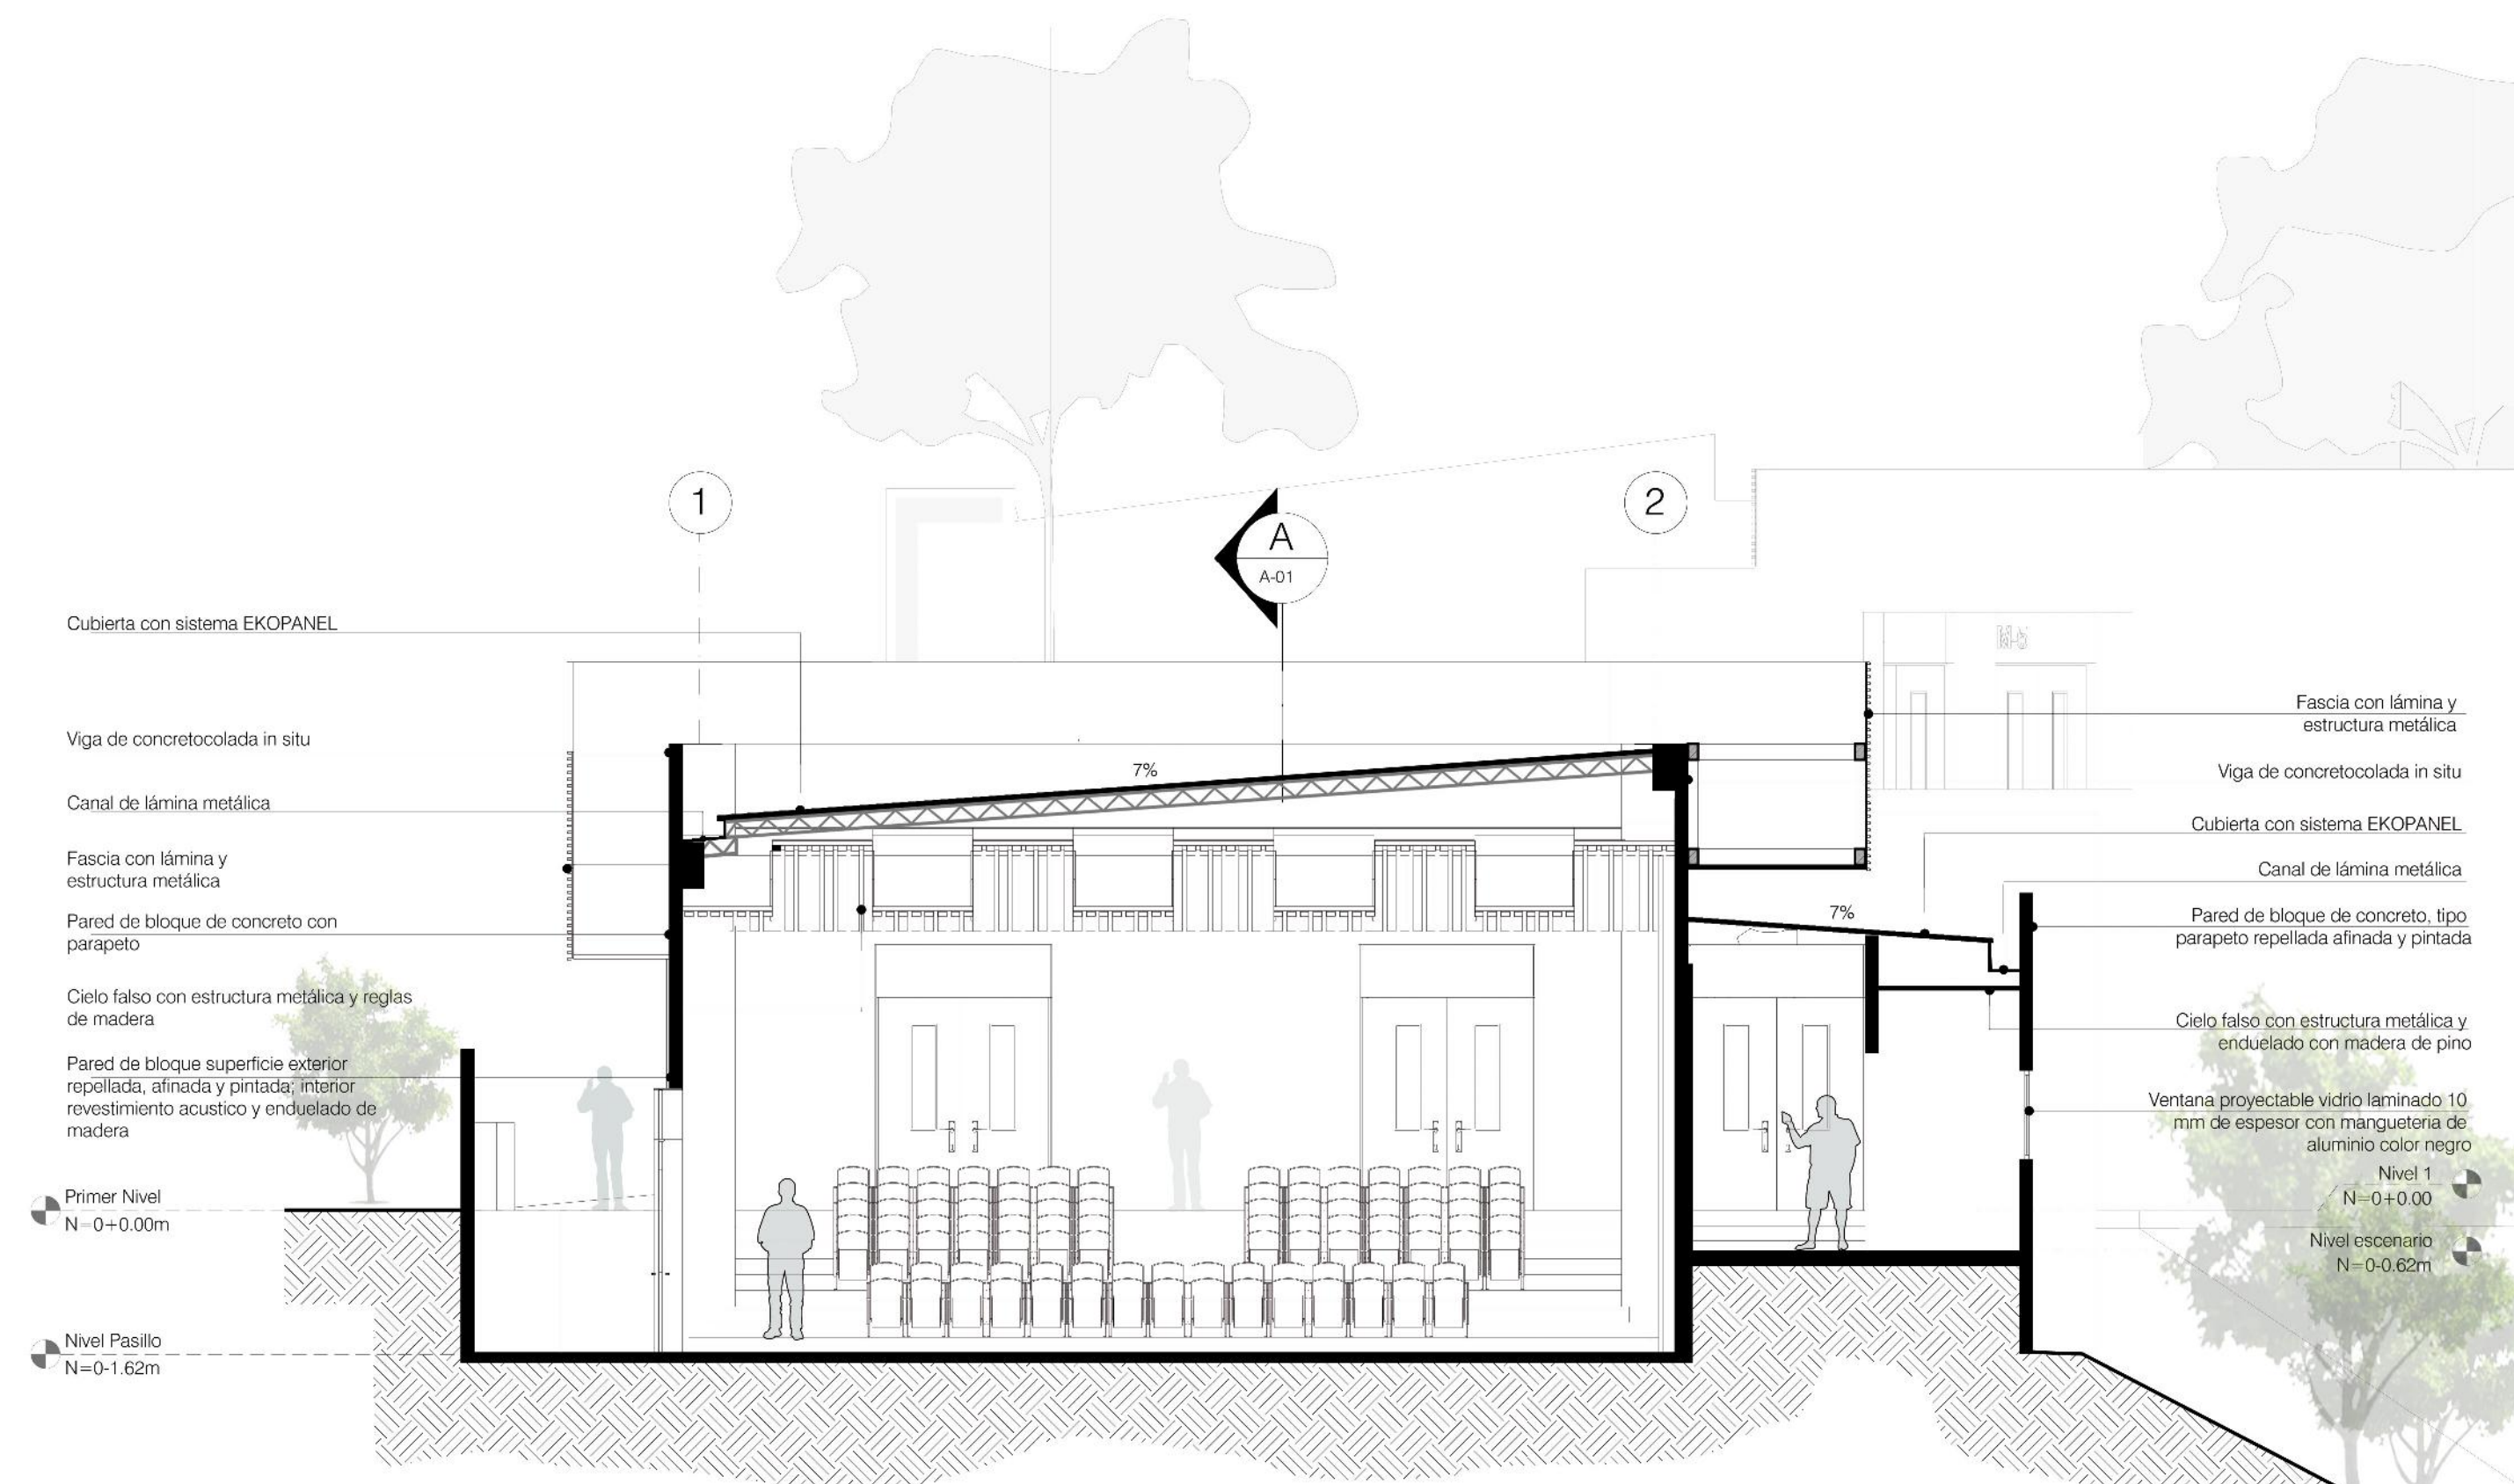 1
2
A
A-01
Cubierta con sistema EKOPANEL
Viga de concretocolada in situ
Canal de lámina metálica
Fascia con lámina y
estructura metálica
Pared de bloque de concreto con
parapeto
Cielo falso con estructura metálica y reglas
de madera
Pared de bloque superficie exterior
repellada, afinada y pintada; interior
revestimiento acustico y enduelado de
madera
Primer Nivel
N=0+0.00m
Nivel Pasillo
N=0-1.62m
7%
7%
Fascia con lámina y
estructura metálica
Viga de concretocolada in situ
Cubierta con sistema EKOPANEL
Canal de lámina metálica
Pared de bloque de concreto, tipo
parapeto repellada afinada y pintada
Cielo falso con estructura metálica y
enduelado con madera de pino
Ventana proyectable vidrio laminado 10
mm de espesor con mangueteria de
aluminio color negro
Nivel 1
N=0+0.00
Nivel escenario
N=0-0.62m